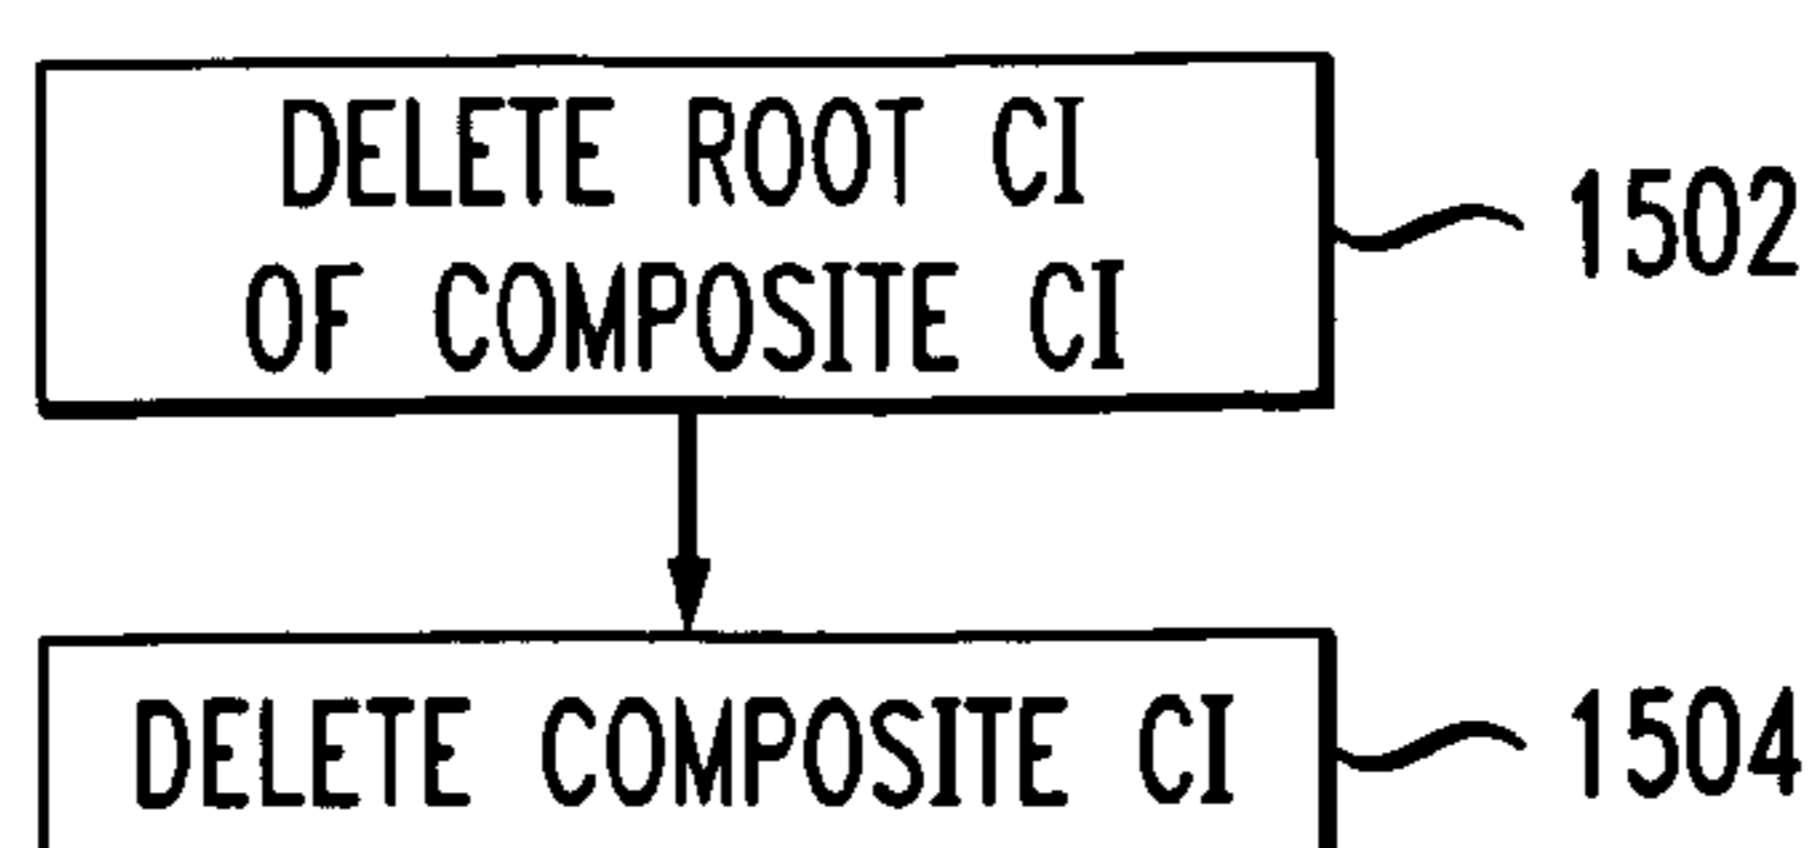 DELETE ROOT CI
OF COMPOSITE CI
1502
DELETE COMPOSITE CI
1504